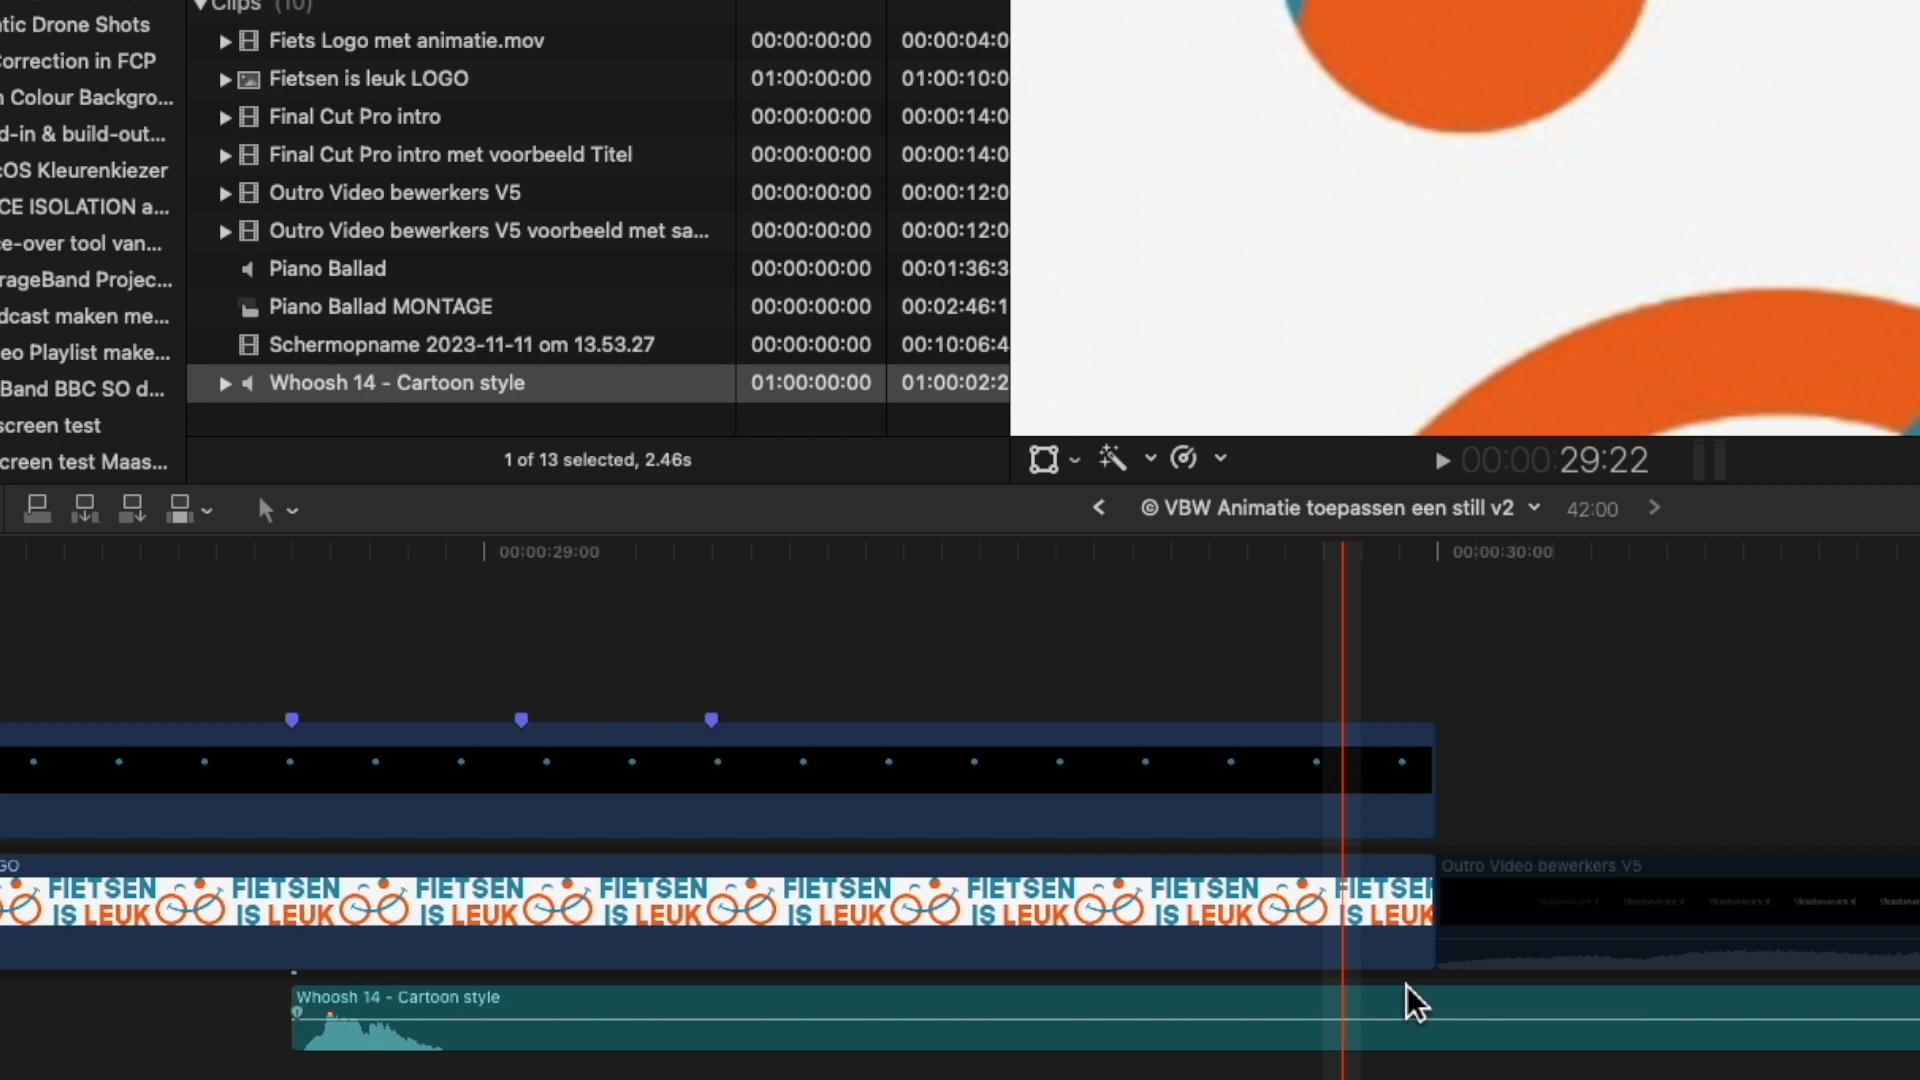 Clips (10)
tic Drone Shots
orrection in FCP
n Colour Backgro...
d-in & build-out...
cOS Kleurenkiezer
CE ISOLATION a...
e-over tool van...
rageBand Projec...
dcast maken me...
eo Playlist make...
Band BBC SO d...
screen test
creen test Maas...
Fiets Logo met animatie.mov 00:00:00:00 00:00:04:0
Fietsen is leuk LOGO 01:00:00:00 01:00:10:0
Final Cut Pro intro 00:00:00:00 00:00:14:0
Final Cut Pro intro met voorbeeld Titel 00:00:00:00 00:00:14:0
Outro Video bewerkers V5 00:00:00:00 00:00:12:0
Outro Video bewerkers V5 voorbeeld met sa... 00:00:00:00 00:00:12:0
Piano Ballad 00:00:00:00 00:01:36:3
Piano Ballad MONTAGE 00:00:00:00 00:02:46:1
Schermopname 2023-11-11 om 13.53.27 00:00:00:00 00:10:06:4
Whoosh 14 - Cartoon style 01:00:00:00 01:00:02:2
1 of 13 selected, 2.46s
00:00:29:22
© VBW Animatie toepassen een still v2 42:00
00:00:29:00 00:00:30:00
GO
Outro Video bewerkers V5
FIETSEN FIETSEN FIETSEN FIETSEN FIETSEN FIETSEN FIETSEN FIETSEN
IS LEUK IS LEUK IS LEUK IS LEUK IS LEUK IS LEUK IS LEUK IS LEUK
Whoosh 14 - Cartoon style